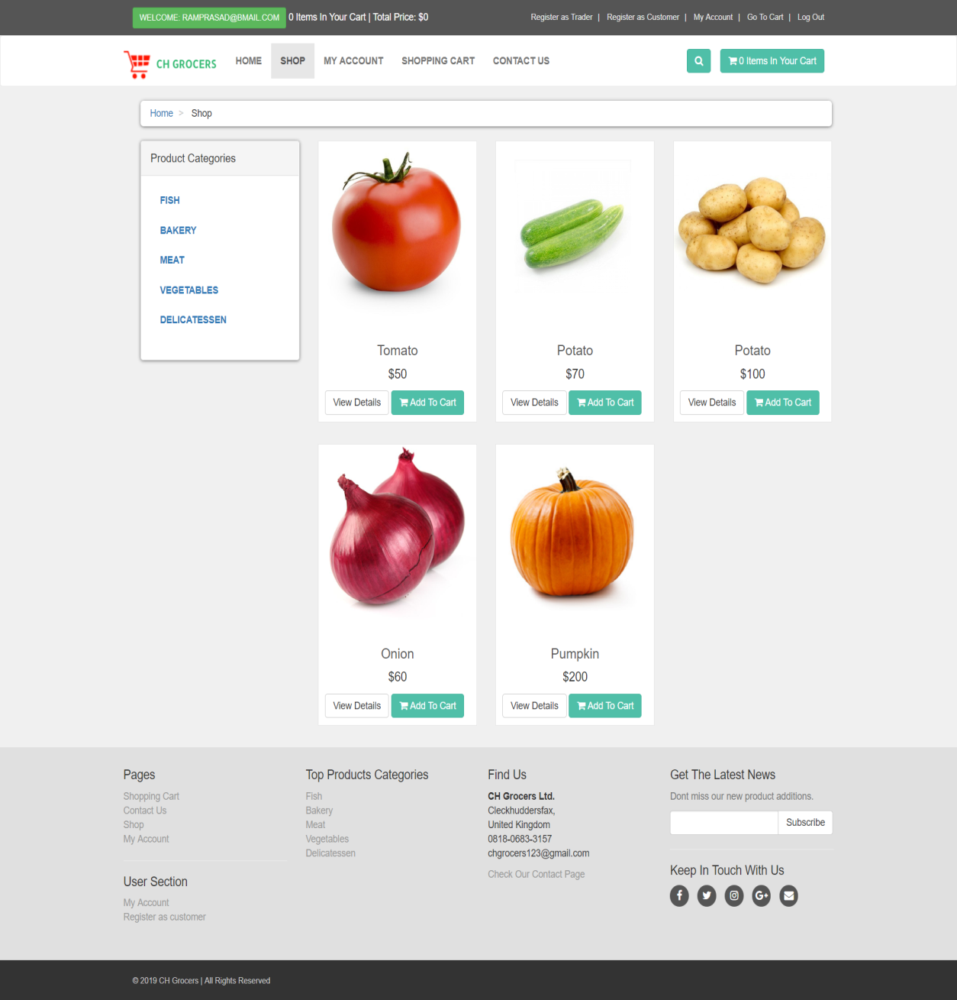 WELCOME: RAMPRASAD@BMAIL.COM 0 Items In Your Cart | Total Price: $0
Register as Trader | Register as Customer | My Account | Go To Cart | Log Out
CH GROCERS HOME SHOP MY ACCOUNT SHOPPING CART CONTACT US 0 Items In Your Cart
Home > Shop
Product Categories
FISH
BAKERY
MEAT
VEGETABLES
DELICATESSEN
Tomato
$50
View Details Add To Cart
Potato
$70
View Details Add To Cart
Potato
$100
View Details Add To Cart
Onion
$60
View Details Add To Cart
Pumpkin
$200
View Details Add To Cart
Pages
Shopping Cart
Contact Us
Shop
My Account
User Section
My Account
Register as customer
Top Products Categories
Fish
Bakery
Meat
Vegetables
Delicatessen
Find Us
CH Grocers Ltd.
Cleckhuddersfax,
United Kingdom
0818-0683-3157
chgrocers123@gmail.com
Check Our Contact Page
Get The Latest News
Dont miss our new product additions.
Subscribe
Keep In Touch With Us
© 2019 CH Grocers | All Rights Reserved